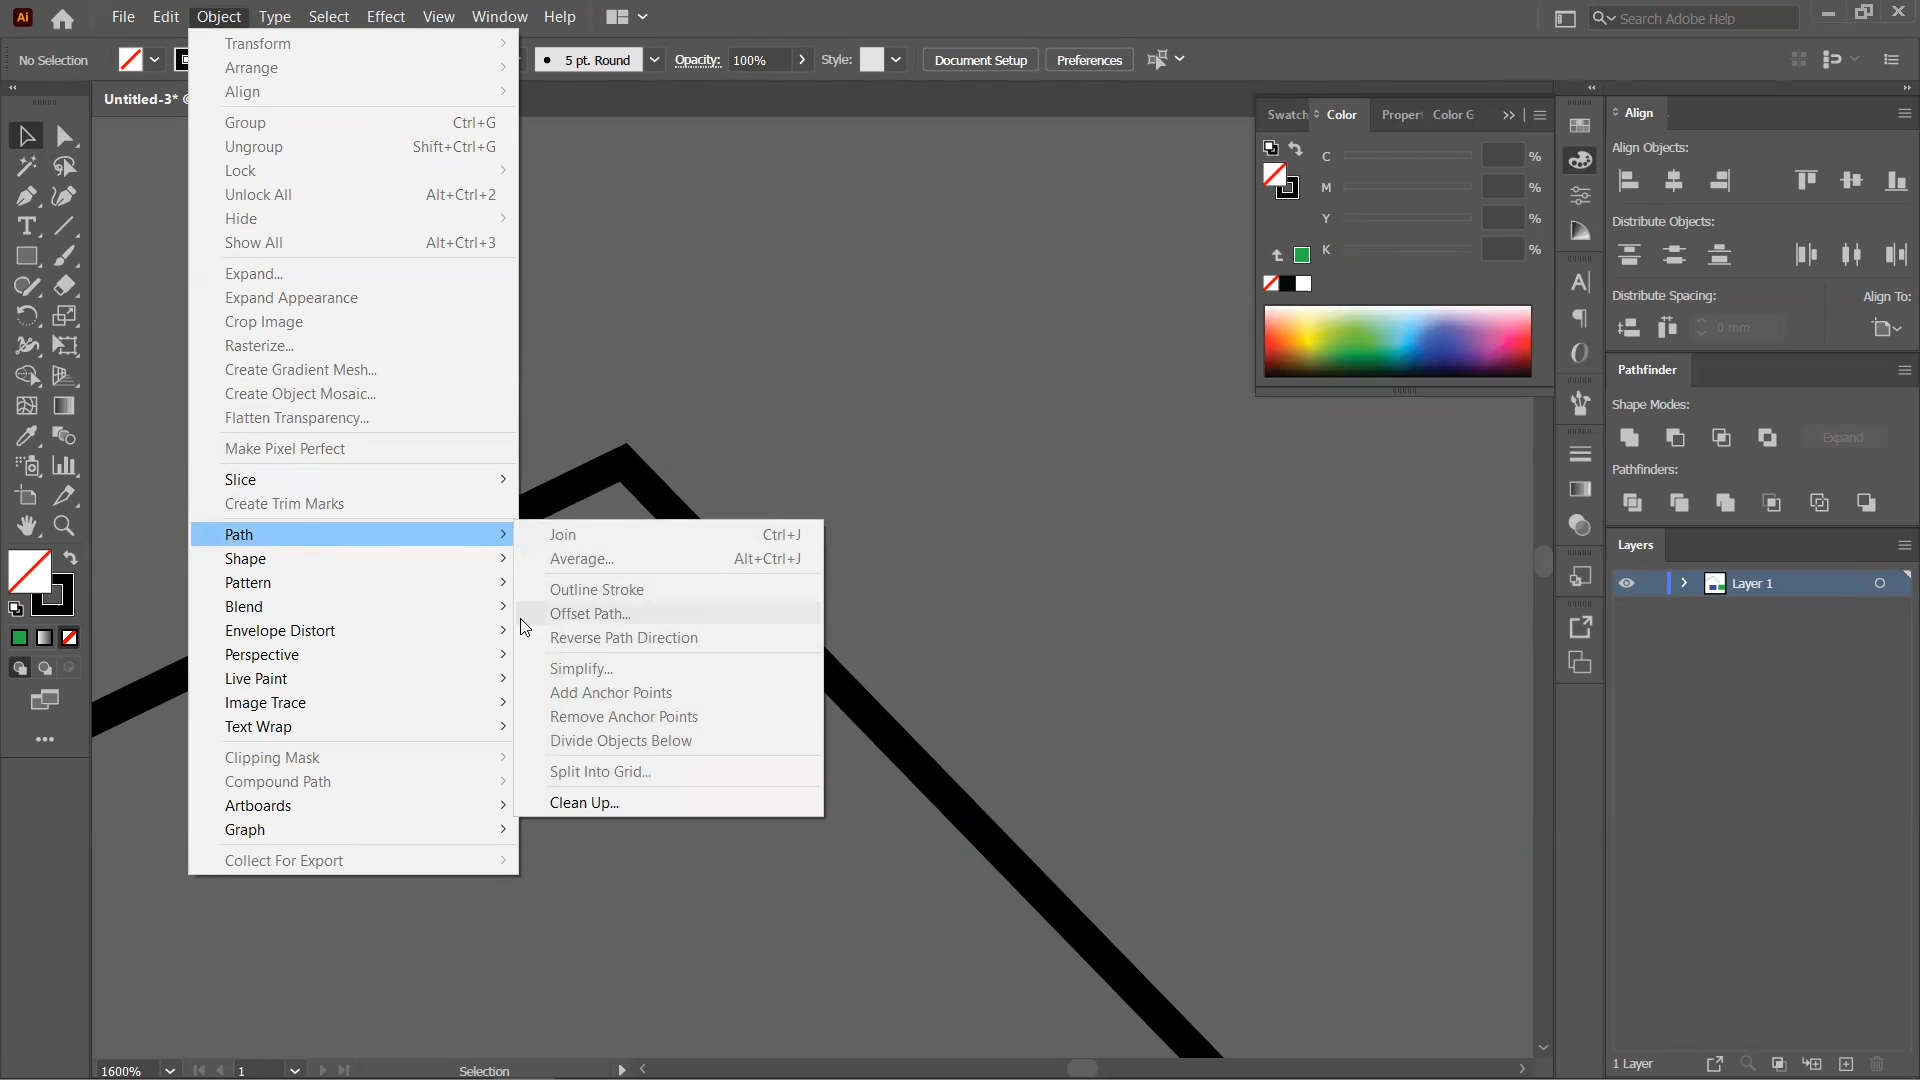 Ai File Edit Object Type Select Effect View Window Help Search Adobe Help
No Selection 5 pt. Round Opacity: 100% Style: Document Setup Preferences
Untitled-3*
Transform
Arrange
Align
Group Ctrl+G
Ungroup Shift+Ctrl+G
Lock
Unlock All Alt+Ctrl+2
Hide
Show All Alt+Ctrl+3
Expand...
Expand Appearance
Crop Image
Rasterize...
Create Gradient Mesh...
Create Object Mosaic...
Flatten Transparency...
Make Pixel Perfect
Slice
Create Trim Marks
Path
Shape
Pattern
Blend
Envelope Distort
Perspective
Live Paint
Image Trace
Text Wrap
Clipping Mask
Compound Path
Artboards
Graph
Collect For Export
Join Ctrl+J
Average... Alt+Ctrl+J
Outline Stroke
Offset Path...
Reverse Path Direction
Simplify...
Add Anchor Points
Remove Anchor Points
Divide Objects Below
Split Into Grid...
Clean Up...
Swatch Color Proper Color G
C %
M %
Y %
K %
Align
Align Objects:
Distribute Objects:
Distribute Spacing: Align To:
0 mm
Pathfinder
Shape Modes:
Expand
Pathfinders:
Layers
Layer 1
1600% 1 Selection
1 Layer